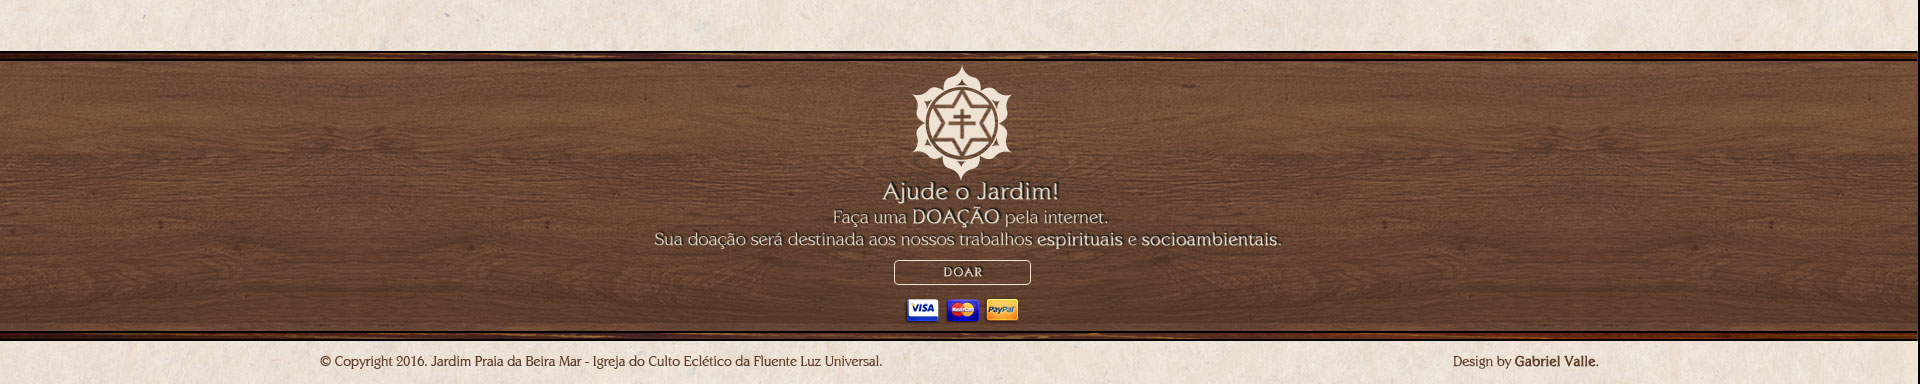 Ajude o Jardim!
Faça uma DOAÇÃO pela internet.
Sua doação será destinada aos nossos trabalhos espirituais e socioambientais.
DOAR
VISA MasterCard PayPal
© Copyright 2016. Jardim Praia da Beira Mar - Igreja do Culto Eclético da Fluente Luz Universal.
Design by Gabriel Valle.